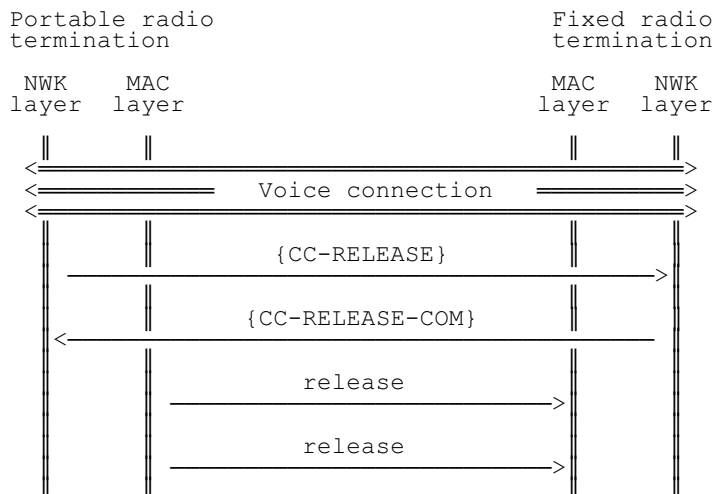 Portable radio Fixed radio
termination termination
NWK MAC MAC NWK
layer layer layer layer
Voice connection
{CC-RELEASE}
{CC-RELEASE-COM}
release
release